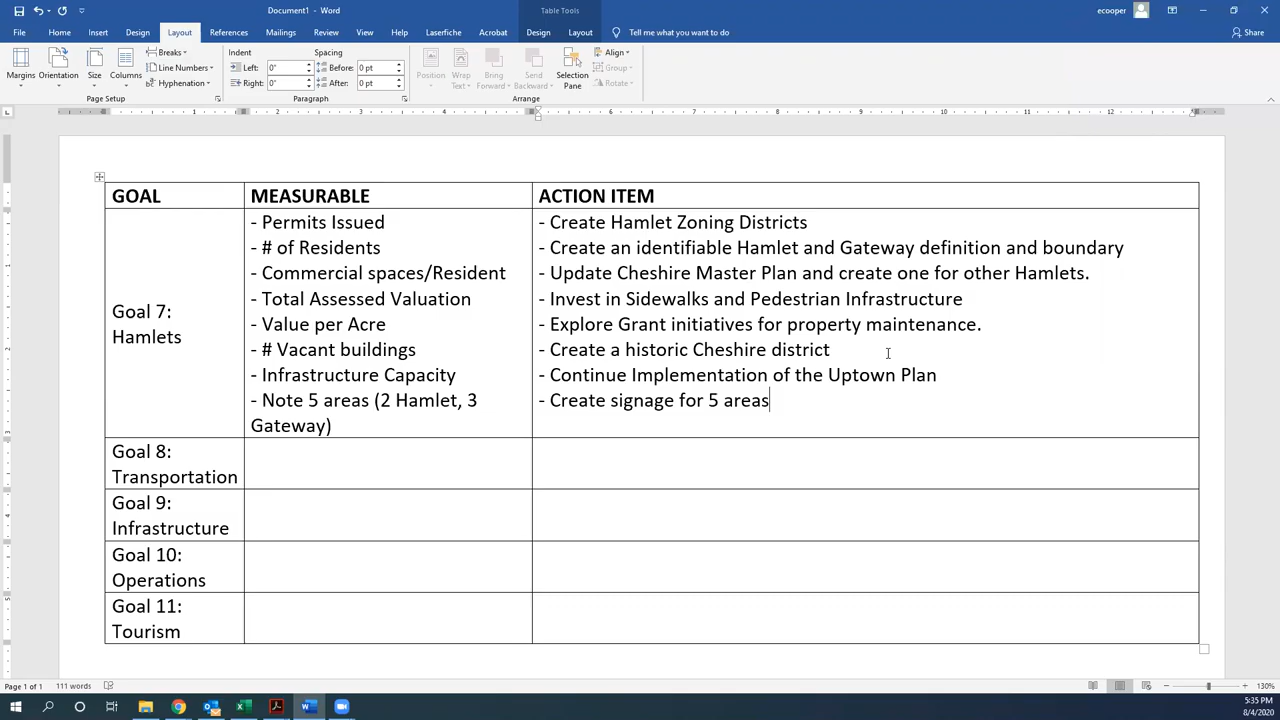 Document1 - Word
Table Tools
ecooper
File Home Insert Design Layout References Mailings Review View Help Laserfiche Acrobat Design Layout Tell me what you want to do Share
Margins Orientation Size Columns
Breaks
Line Numbers
Hyphenation
Page Setup
Indent
Left: 0"
Right: 0"
Spacing
Before: 0 pt
After: 0 pt
Paragraph
Position Wrap Text Bring Forward Send Backward Selection Pane
Align
Group
Rotate
Arrange
GOAL MEASURABLE ACTION ITEM
Goal 7:
Hamlets
- Permits Issued
- # of Residents
- Commercial spaces/Resident
- Total Assessed Valuation
- Value per Acre
- # Vacant buildings
- Infrastructure Capacity
- Note 5 areas (2 Hamlet, 3
Gateway)
- Create Hamlet Zoning Districts
- Create an identifiable Hamlet and Gateway definition and boundary
- Update Cheshire Master Plan and create one for other Hamlets.
- Invest in Sidewalks and Pedestrian Infrastructure
- Explore Grant initiatives for property maintenance.
- Create a historic Cheshire district
- Continue Implementation of the Uptown Plan
- Create signage for 5 areas
Goal 8:
Transportation
Goal 9:
Infrastructure
Goal 10:
Operations
Goal 11:
Tourism
Page 1 of 1 111 words 130%
5:35 PM
8/4/2020